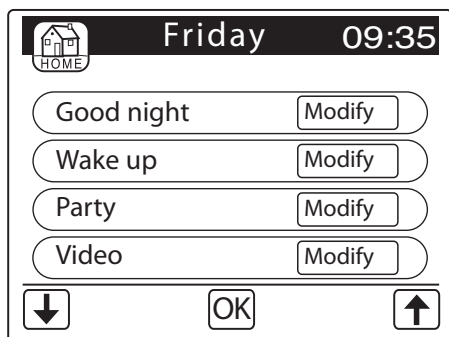 Friday 09:35
HOME
Good night Modify
Wake up Modify
Party Modify
Video Modify
OK